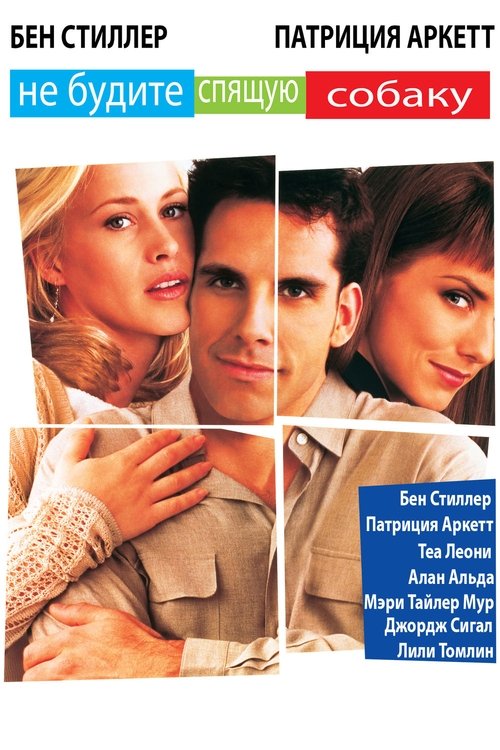 БЕН СТИЛЛЕР ПАТРИЦИЯ АРКЕТТ
не будите спящую собаку
Бен Стиллер
Патриция Аркетт
Теа Леони
Алан Альда
Мэри Тайлер Мур
Джордж Сигал
Лили Томлин